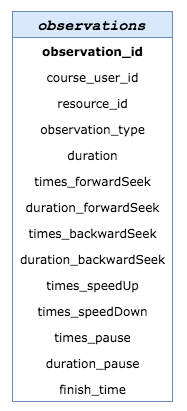 observations
observation_id
course_user_id
resource_id
observation_type
duration
times_forwardSeek
duration_forwardSeek
times_backwardSeek
duration_backwardSeek
times_speedUp
times_speedDown
times_pause
duration_pause
finish_time